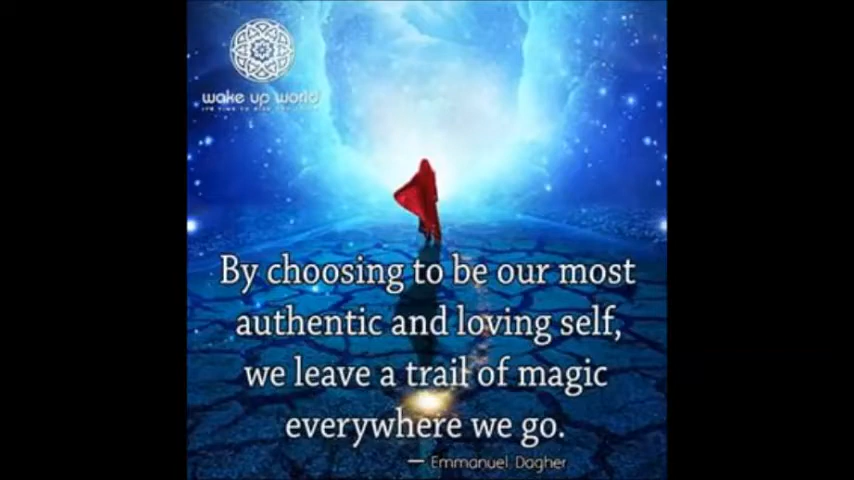 wake up world
By choosing to be our most
authentic and loving self,
we leave a trail of magic
everywhere we go.
— Emmanuel Dagher